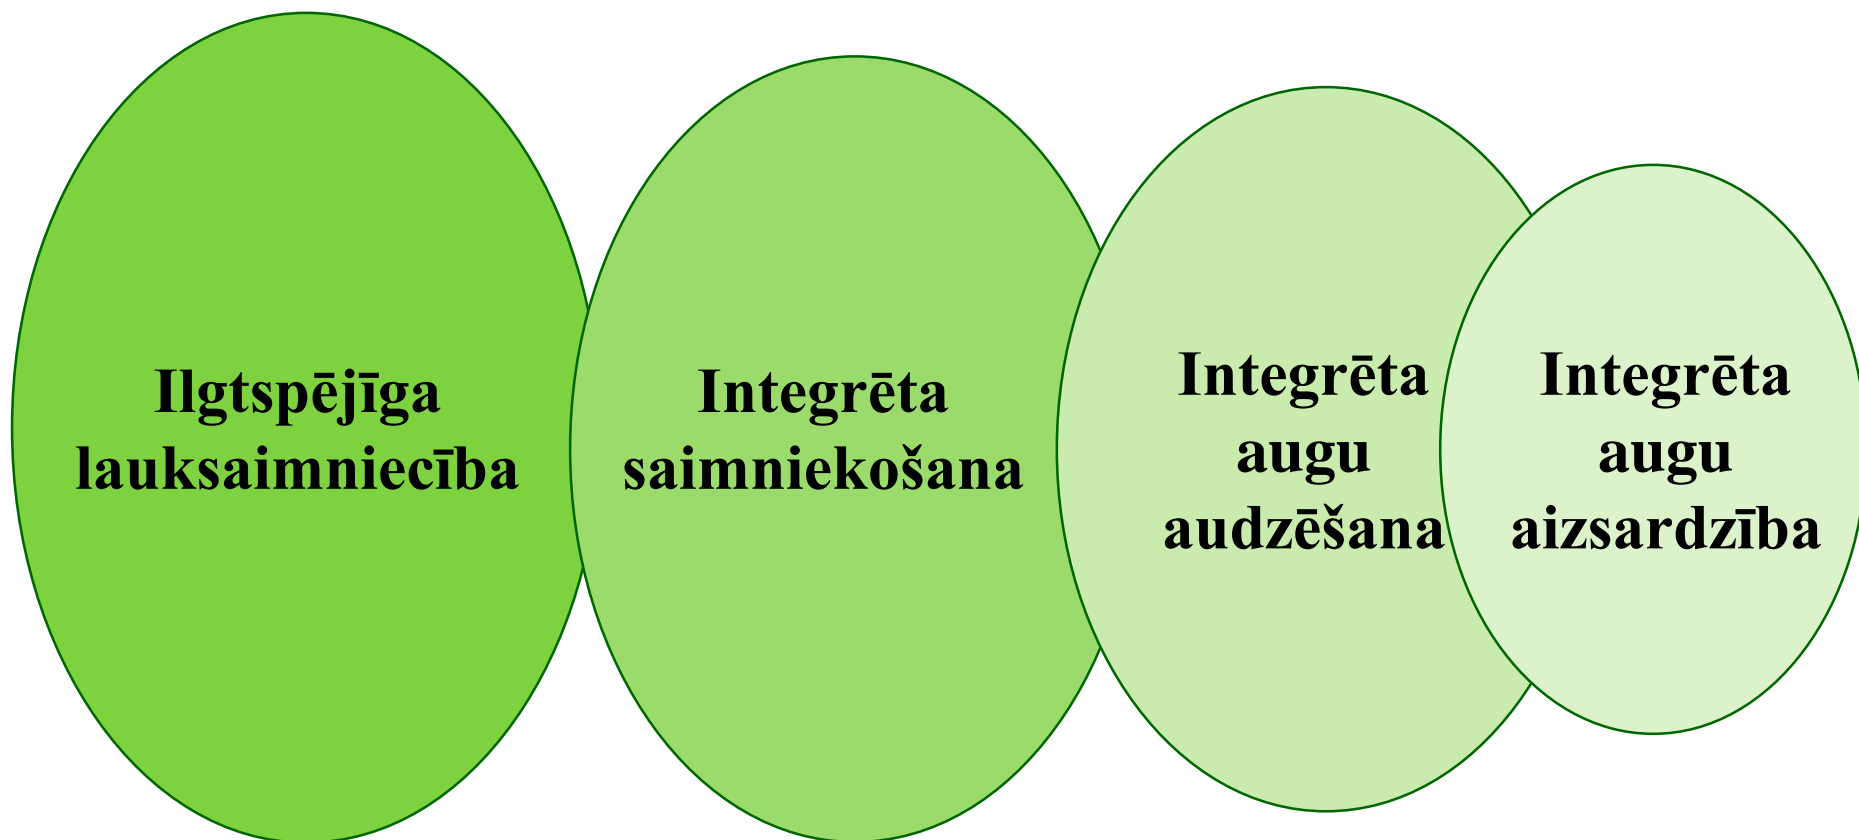 Ilgtspējīga
lauksaimniecība
Integrēta
saimniekošana
Integrēta
augu
audzēšana
Integrēta
augu
aizsardzība